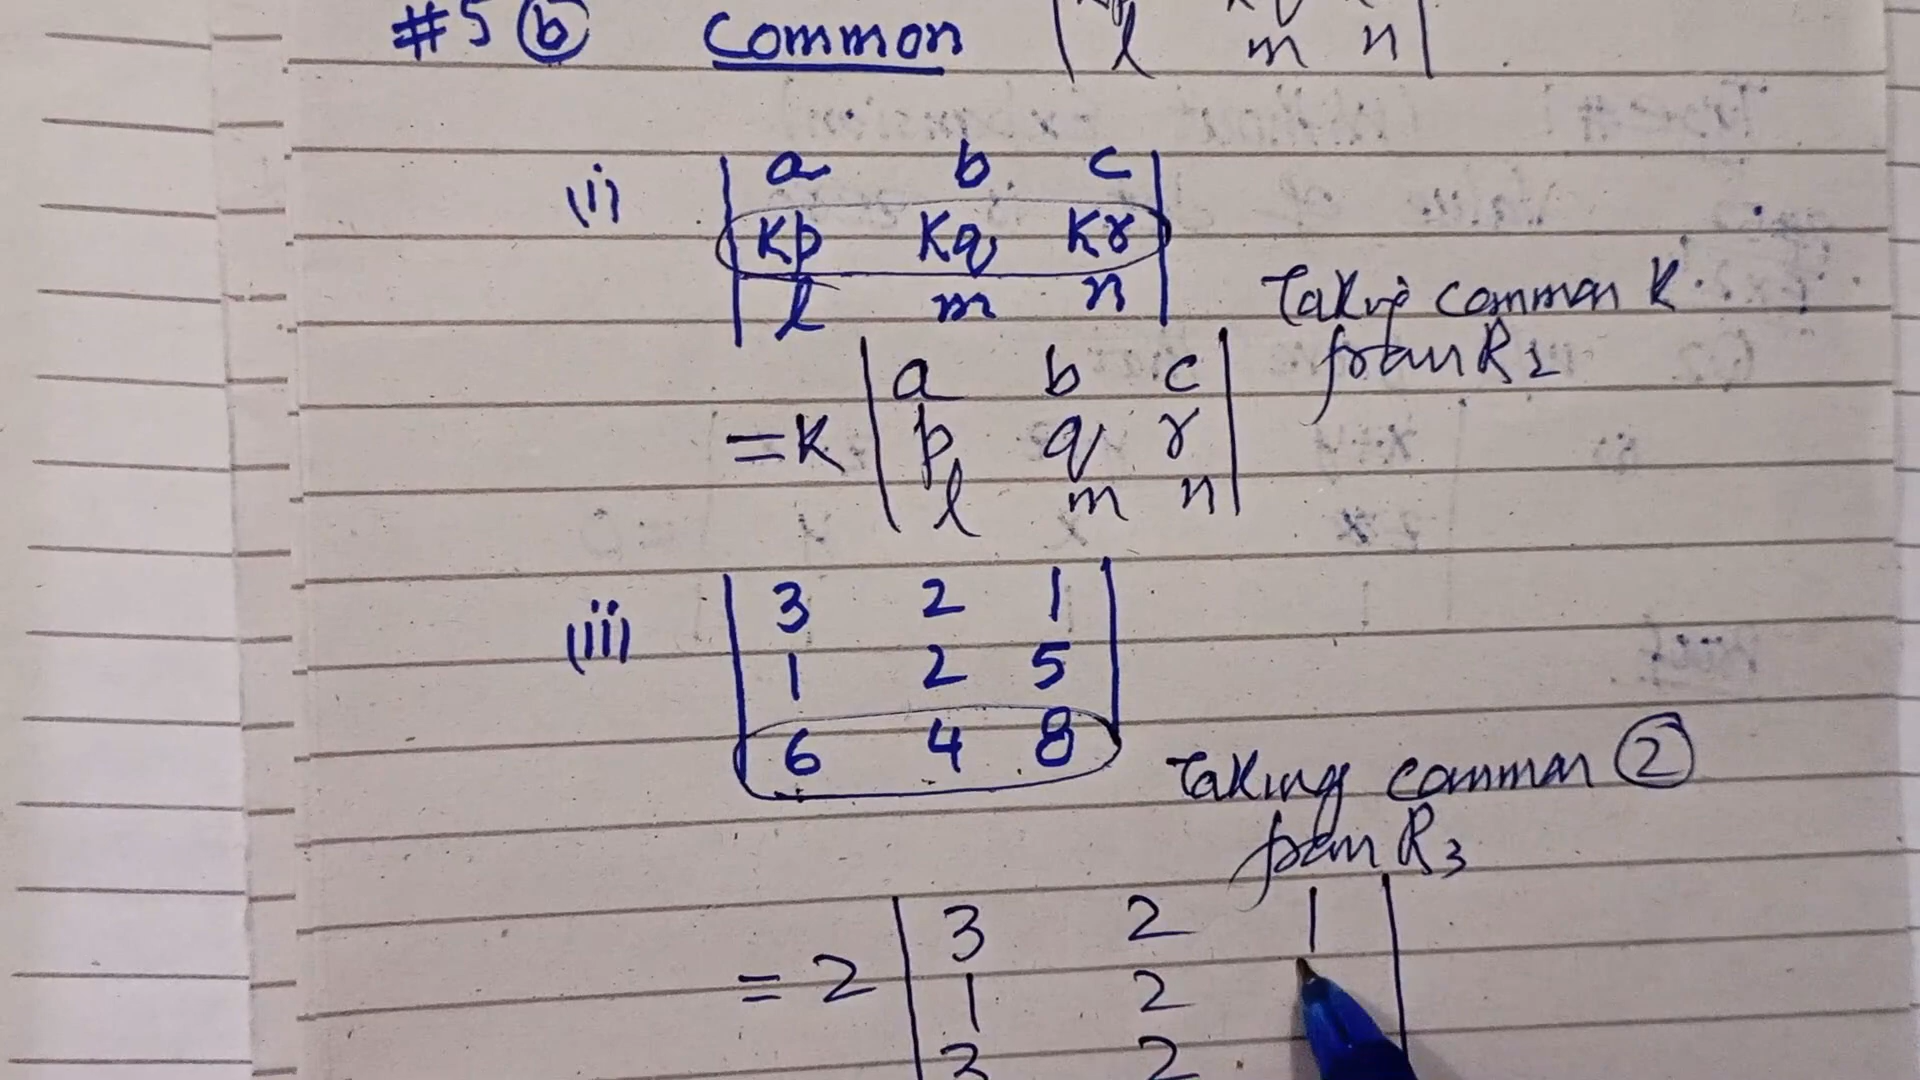 #5 (b) Common | l m n |
(i) | a b c |
| Kp Kq Kr |
| l m n |
Taking common K
from R2
= K | a b c |
| p q r |
| l m n |
(iii) | 3 2 1 |
| 1 2 5 |
| 6 4 8 |
Taking common (2)
from R3
= 2 | 3 2 1 |
| 1 2
3 2